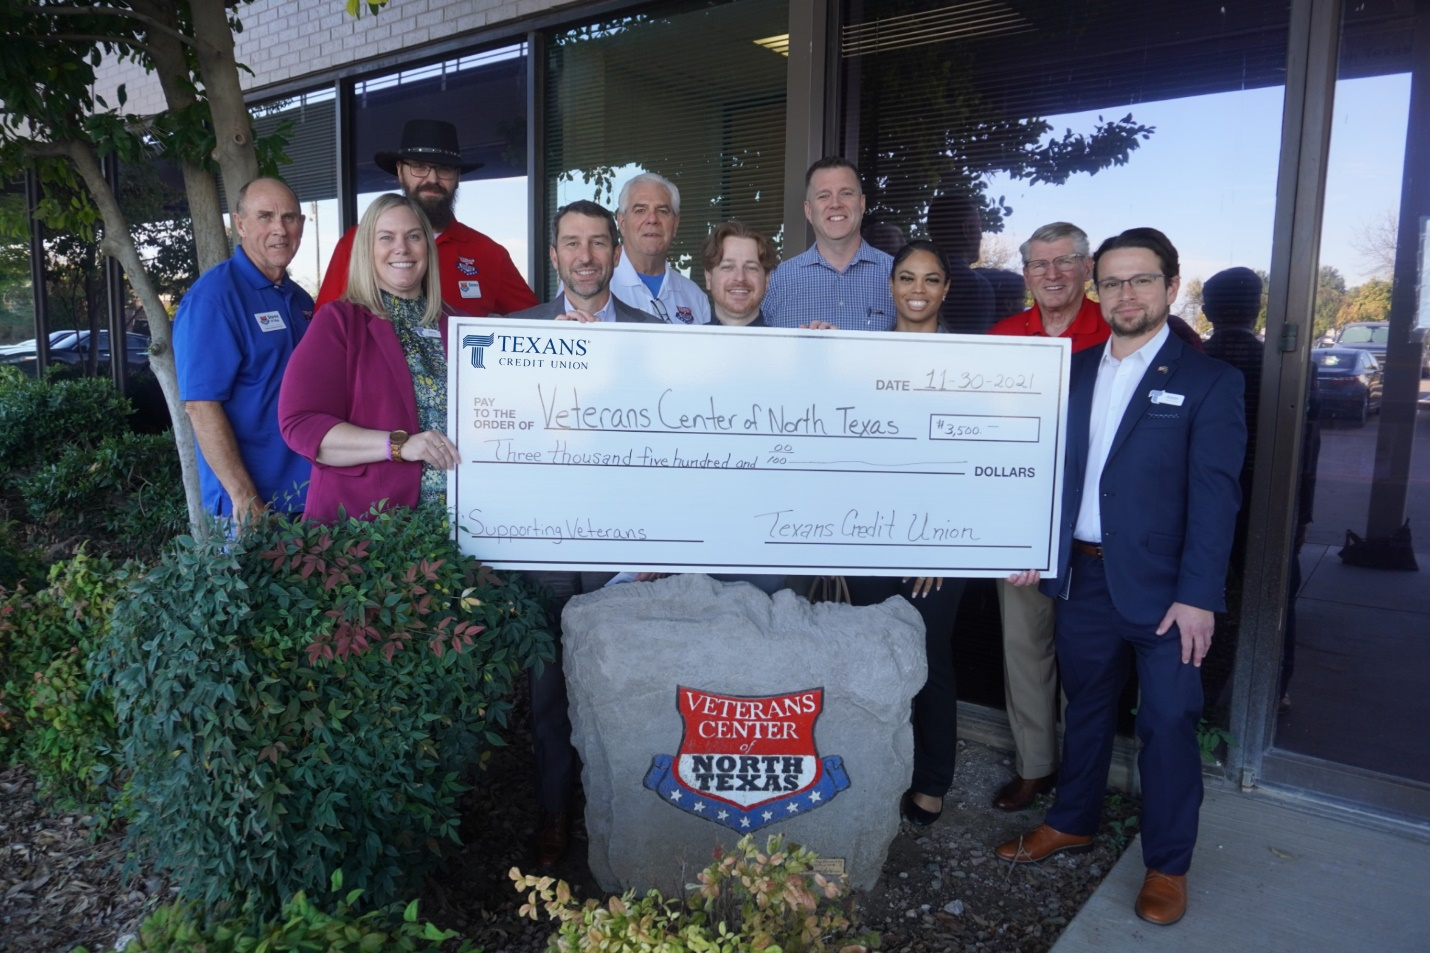 TEXANS
CREDIT UNION
DATE 11-30-2021
PAY
TO THE
ORDER OF Veterans Center of North Texas $3,500.—
Three thousand five hundred and 00/100 DOLLARS
Supporting Veterans Texans Credit Union
VETERANS
CENTER
of
NORTH
TEXAS